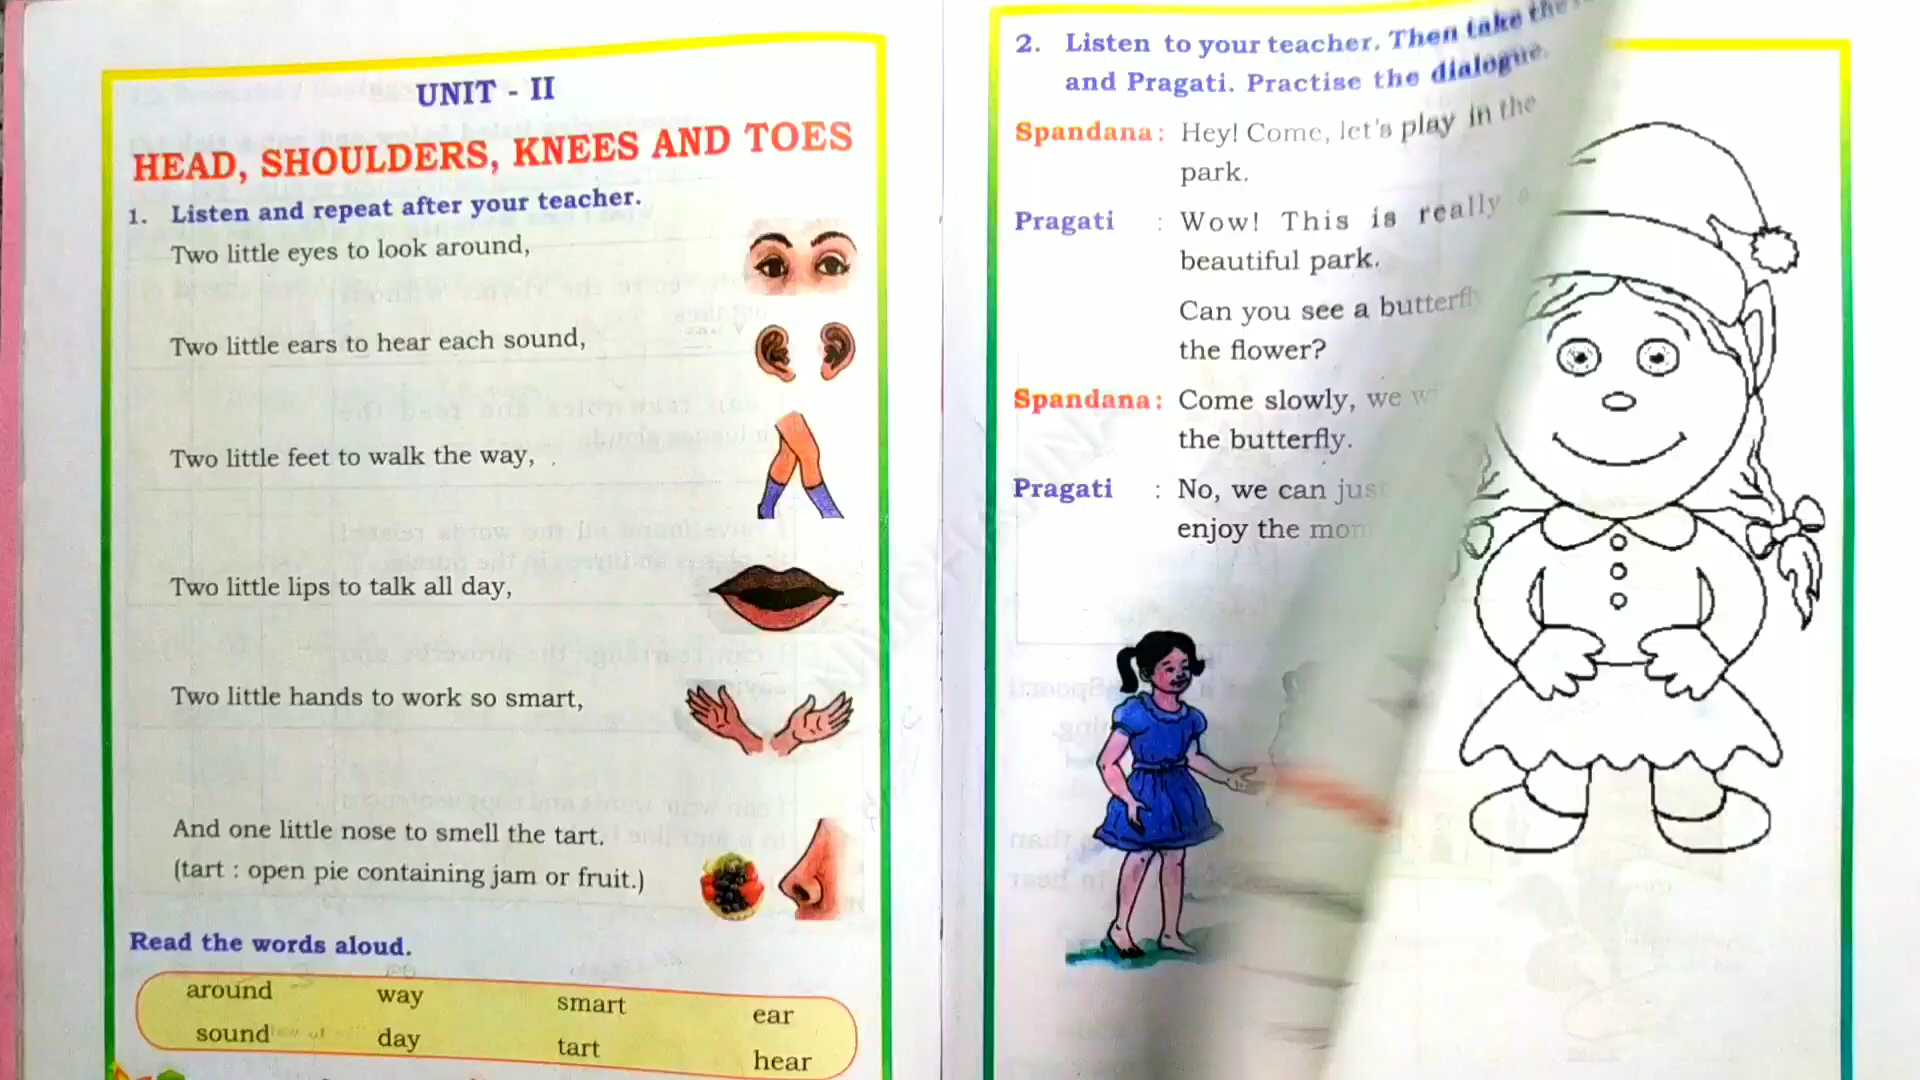 UNIT - II
HEAD, SHOULDERS, KNEES AND TOES
1. Listen and repeat after your teacher.
Two little eyes to look around,
Two little ears to hear each sound,
Two little feet to walk the way,
Two little lips to talk all day,
Two little hands to work so smart,
And one little nose to smell the tart.
(tart : open pie containing jam or fruit.)
Read the words aloud.
around way smart ear
sound day tart hear
2. Listen to your teacher. Then take the
and Pragati. Practise the dialogue.
Spandana : Hey! Come, let's play in the
park.
Pragati : Wow! This is really a
beautiful park.
Can you see a butterfly
the flower?
Spandana : Come slowly, we
the butterfly.
Pragati : No, we can just
enjoy the